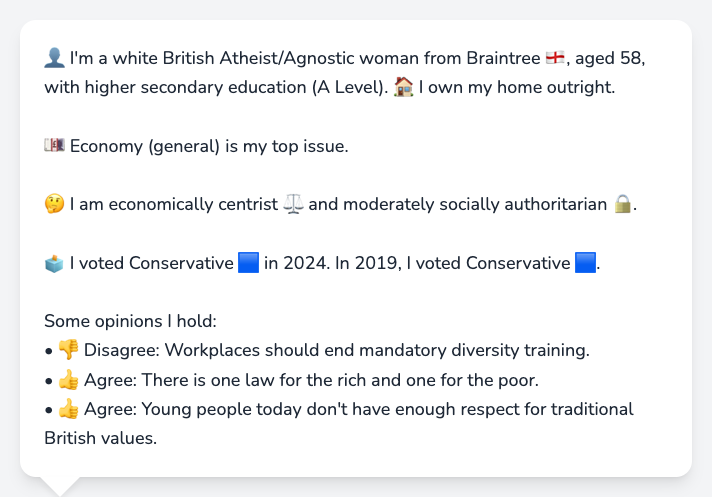 👤 I'm a white British Atheist/Agnostic woman from Braintree 🏴󠁧󠁢󠁥󠁮󠁧󠁿, aged 58,
with higher secondary education (A Level). 🏠 I own my home outright.
💷 Economy (general) is my top issue.
🤔 I am economically centrist ⚖️ and moderately socially authoritarian 🔒.
🗳️ I voted Conservative 🟦 in 2024. In 2019, I voted Conservative 🟦.
Some opinions I hold:
• 👎 Disagree: Workplaces should end mandatory diversity training.
• 👍 Agree: There is one law for the rich and one for the poor.
• 👍 Agree: Young people today don't have enough respect for traditional
British values.